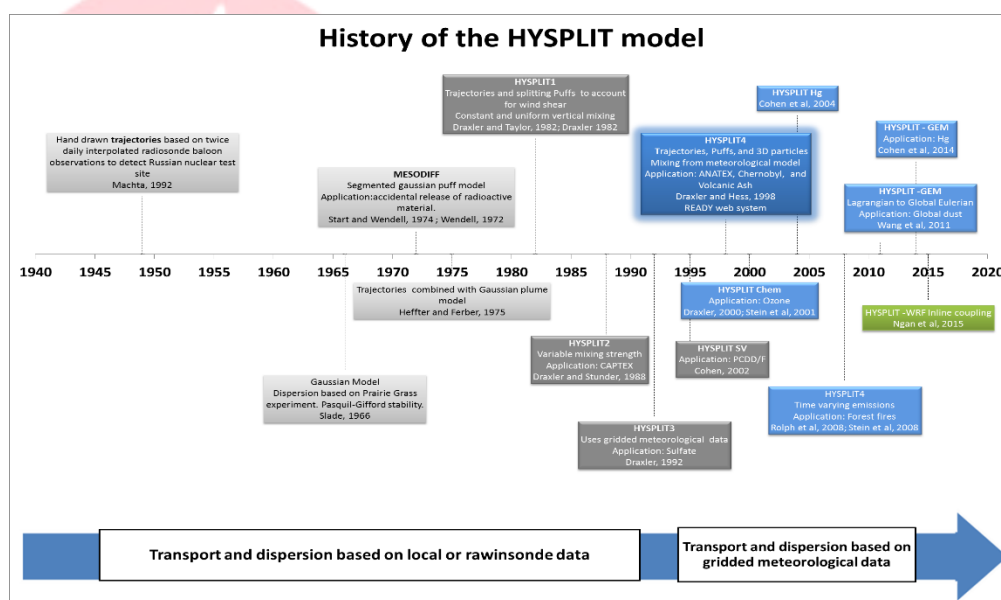 History of the HYSPLIT model
HYSPLIT1
Trajectories and splitting Puffs to account
for wind shear
Constant and uniform vertical mixing
Draxler and Taylor, 1982; Draxler 1982
HYSPLIT Hg
Cohen et al, 2004
Hand drawn trajectories based on twice
daily interpolated radiosonde baloon
observations to detect Russian nuclear test
site
Machta, 1992
MESODIFF
Segmented gaussian puff model
Application:accidental release of radioactive
material.
Start and Wendell, 1974 ; Wendell, 1972
HYSPLIT4
Trajectories, Puffs, and 3D particles
Mixing from meteorological model
Application: ANATEX, Chernobyl, and
Volcanic Ash
Draxler and Hess, 1998
READY web system
HYSPLIT - GEM
Application: Hg
Cohen et al, 2014
HYSPLIT -GEM
Lagrangian to Global Eulerian
Application: Global dust
Wang et al, 2011
1940 1945 1950 1955 1960 1965 1970 1975 1980 1985 1990 1995 2000 2005 2010 2015 2020
Trajectories combined with Gaussian plume
model
Heffter and Ferber, 1975
HYSPLIT Chem
Application: Ozone
Draxler, 2000; Stein et al, 2001
HYSPLIT -WRF Inline coupling
Ngan et al, 2015
HYSPLIT2
Variable mixing strength
Application: CAPTEX
Draxler and Stunder, 1988
HYSPLIT SV
Application: PCDD/F
Cohen, 2002
Gaussian Model
Dispersion based on Prairie Grass
experiment. Pasquil-Gifford stability.
Slade, 1966
HYSPLIT4
Time varying emissions
Application: Forest fires
Rolph et al, 2008; Stein et al, 2008
HYSPLIT3
Uses gridded meteorological data
Application: Sulfate
Draxler, 1992
Transport and dispersion based on local or rawinsonde data
Transport and dispersion based on
gridded meteorological data